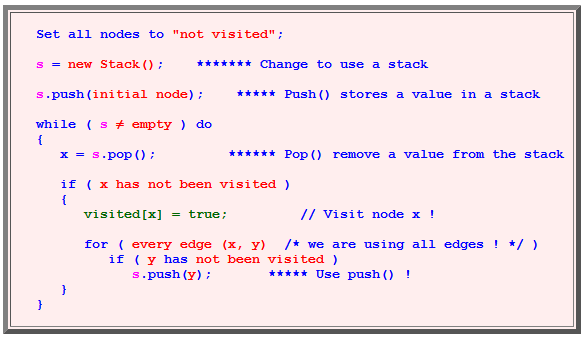 Set all nodes to "not visited";
s = new Stack();    ******* Change to use a stack
s.push(initial node);    ***** Push() stores a value in a stack
while ( s ≠ empty ) do
{
x = s.pop();         ****** Pop() remove a value from the stack
if ( x has not been visited )
{
visited[x] = true;         // Visit node x !
for ( every edge (x, y)  /* we are using all edges ! */ )
if ( y has not been visited )
s.push(y);       ***** Use push() !
}
}